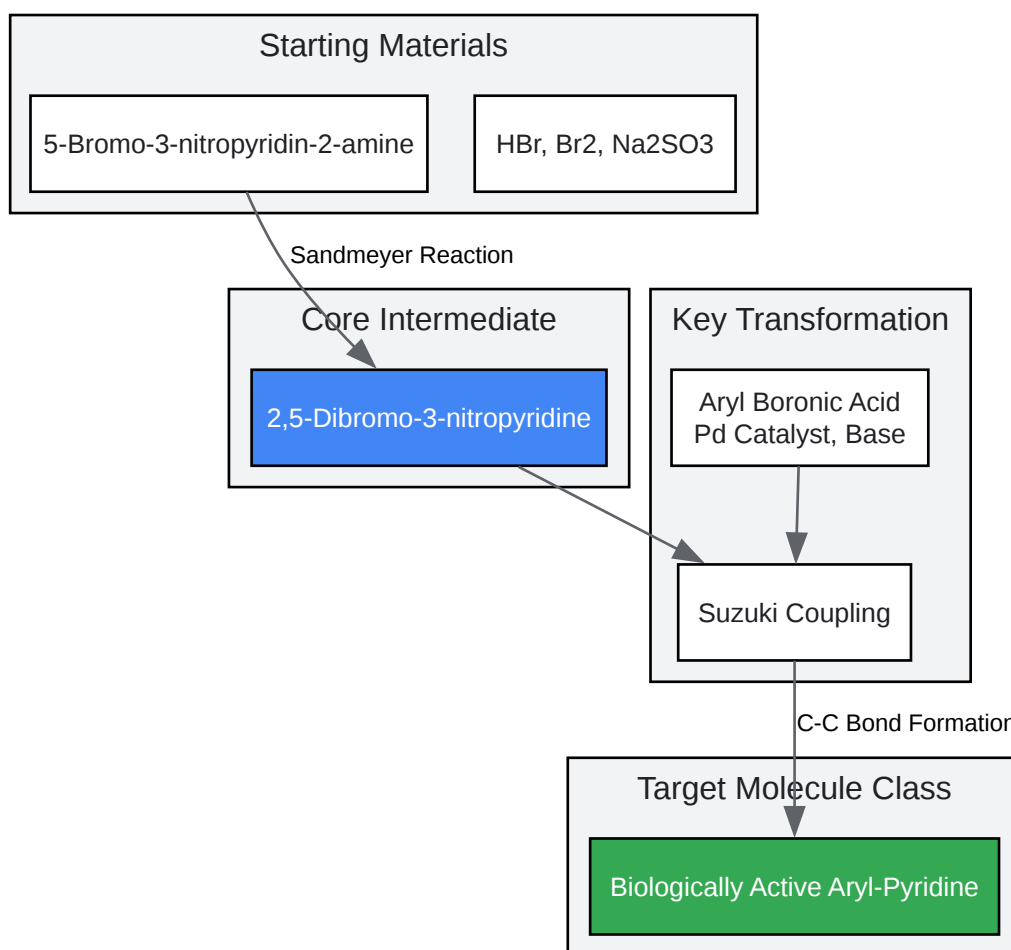 Starting Materials
5-Bromo-3-nitropyridin-2-amine
HBr, Br2, Na2SO3
Sandmeyer Reaction
Core Intermediate
2,5-Dibromo-3-nitropyridine
Key Transformation
Aryl Boronic Acid
Pd Catalyst, Base
Suzuki Coupling
C-C Bond Formation
Target Molecule Class
Biologically Active Aryl-Pyridine